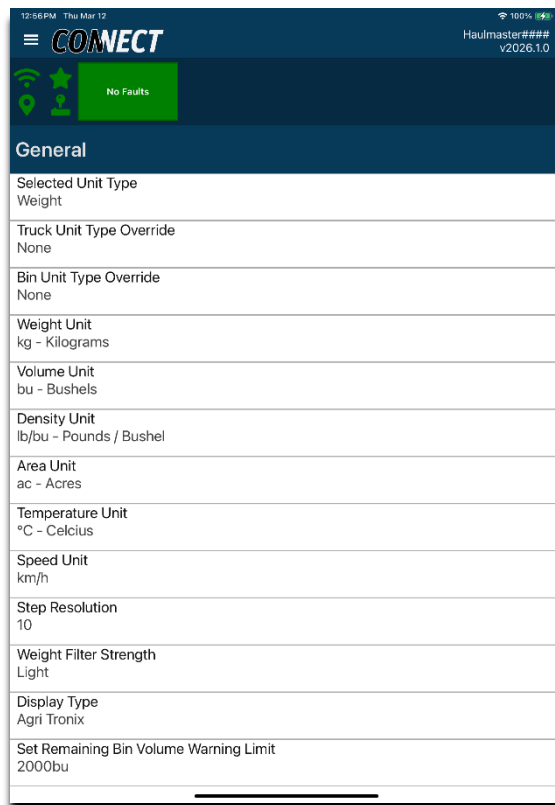 12:56PM Thu Mar 12
100%
CONNECT
Haulmaster####
v2026.1.0
No Faults
General
Selected Unit Type
Weight
Truck Unit Type Override
None
Bin Unit Type Override
None
Weight Unit
kg - Kilograms
Volume Unit
bu - Bushels
Density Unit
lb/bu - Pounds / Bushel
Area Unit
ac - Acres
Temperature Unit
°C - Celcius
Speed Unit
km/h
Step Resolution
10
Weight Filter Strength
Light
Display Type
Agri Tronix
Set Remaining Bin Volume Warning Limit
2000bu